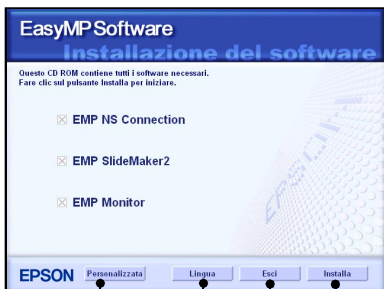 EasyMP Software
Installazione del software
Questo CD ROM contiene tutti i software necessari.
Fare clic sul pulsante Installa per iniziare.
EMP NS Connection
EMP SlideMaker2
EMP Monitor
EPSON
EPSON Personalizzata Lingua Esci Installa